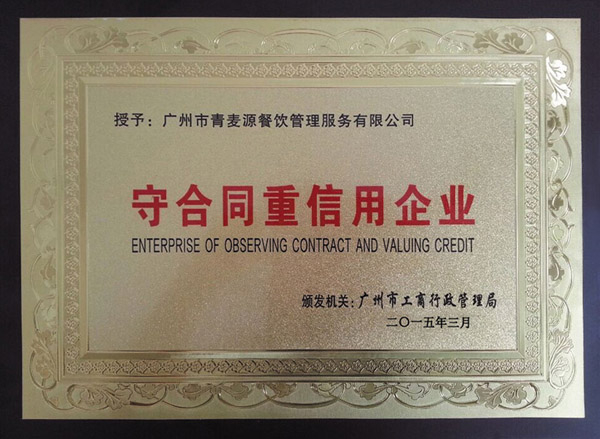 授予：广州市青麦源餐饮管理服务有限公司
守合同重信用企业
ENTERPRISE OF OBSERVING CONTRACT AND VALUING CREDIT
颁发机关：广州市工商行政管理局
二〇一五年三月